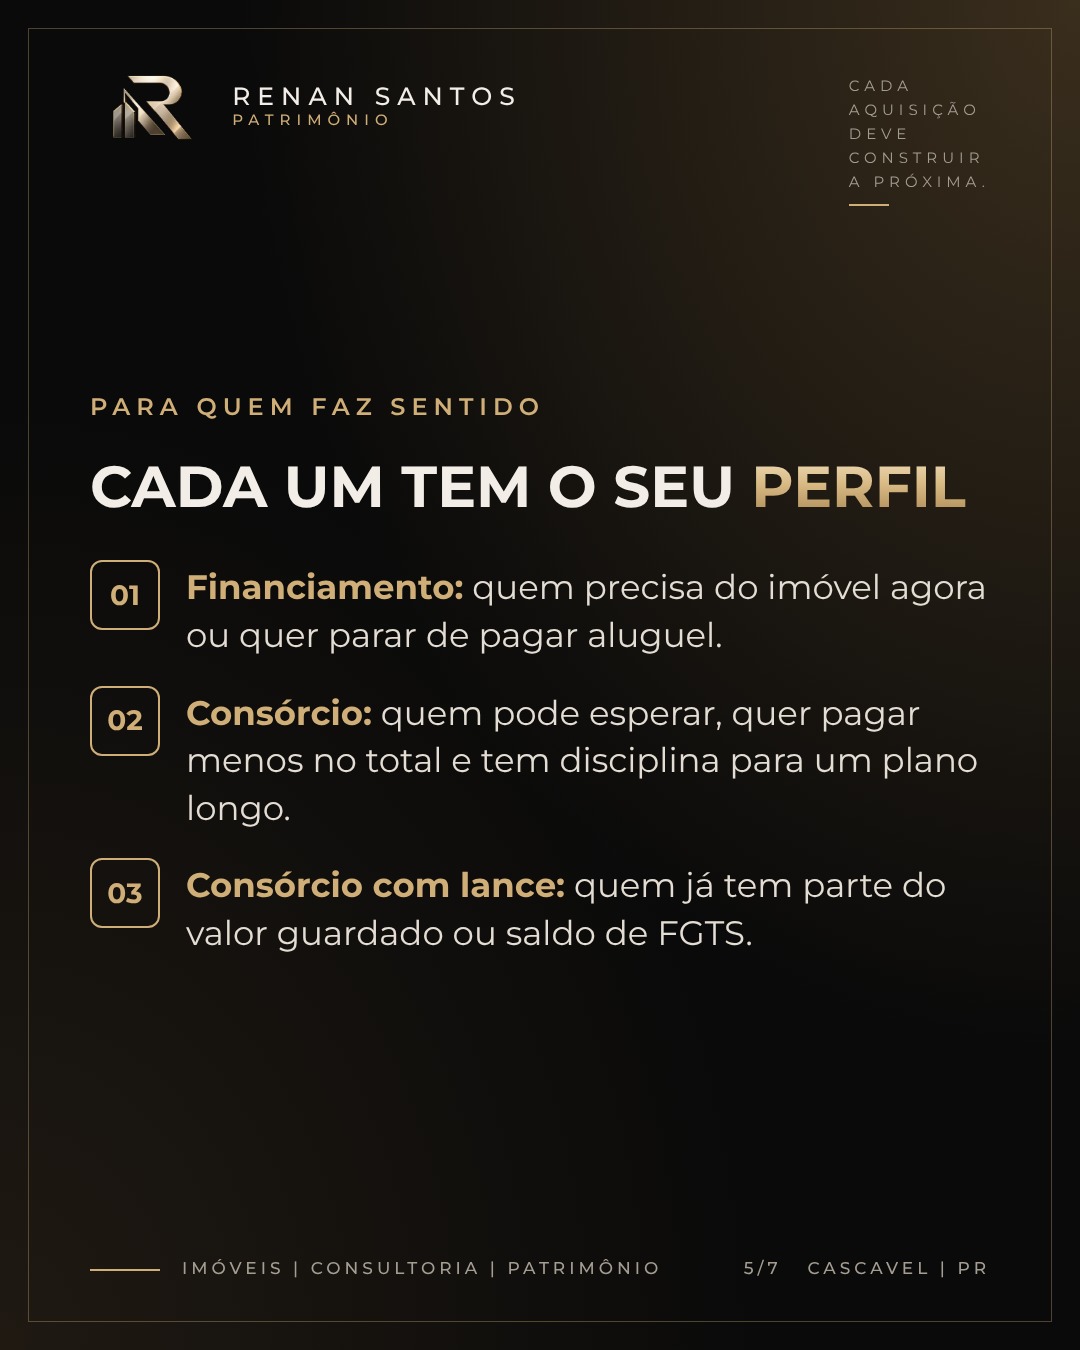 RENAN SANTOS
PATRIMÔNIO
CADA
AQUISIÇÃO
DEVE
CONSTRUIR
A PRÓXIMA.
PARA QUEM FAZ SENTIDO
CADA UM TEM O SEU PERFIL
01
Financiamento: quem precisa do imóvel agora
ou quer parar de pagar aluguel.
02
Consórcio: quem pode esperar, quer pagar
menos no total e tem disciplina para um plano
longo.
03
Consórcio com lance: quem já tem parte do
valor guardado ou saldo de FGTS.
IMÓVEIS | CONSULTORIA | PATRIMÔNIO
5/7 CASCAVEL | PR